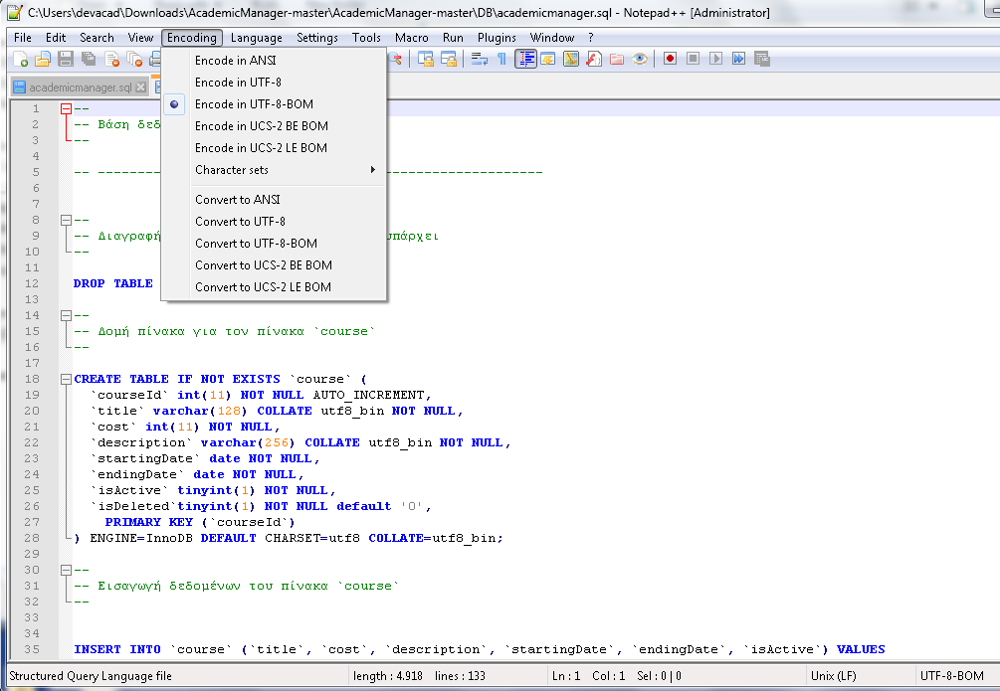 C:\Users\devacad\Downloads\AcademicManager-master\AcademicManager-master\DB\academicmanager.sql - Notepad++ [Administrator]
File Edit Search View Encoding Language Settings Tools Macro Run Plugins Window ?
academicmanager.sql
Encode in ANSI
Encode in UTF-8
Encode in UTF-8-BOM
Encode in UCS-2 BE BOM
Encode in UCS-2 LE BOM
Character sets
Convert to ANSI
Convert to UTF-8
Convert to UTF-8-BOM
Convert to UCS-2 BE BOM
Convert to UCS-2 LE BOM
1 --
2 -- Βάση δεδ
3 --
4
5 -- --------
6
7
8 --
9 -- Διαγραφή πάρχει
10 --
11
12 DROP TABLE
13
14 --
15 -- Δομή πίνακα για τον πίνακα `course`
16 --
17
18 CREATE TABLE IF NOT EXISTS `course` (
19 `courseId` int(11) NOT NULL AUTO_INCREMENT,
20 `title` varchar(128) COLLATE utf8_bin NOT NULL,
21 `cost` int(11) NOT NULL,
22 `description` varchar(256) COLLATE utf8_bin NOT NULL,
23 `startingDate` date NOT NULL,
24 `endingDate` date NOT NULL,
25 `isActive` tinyint(1) NOT NULL,
26 `isDeleted`tinyint(1) NOT NULL default '0',
27 PRIMARY KEY (`courseId`)
28 ) ENGINE=InnoDB DEFAULT CHARSET=utf8 COLLATE=utf8_bin;
29
30 --
31 -- Εισαγωγή δεδομένων του πίνακα `course`
32 --
33
34
35 INSERT INTO `course` (`title`, `cost`, `description`, `startingDate`, `endingDate`, `isActive`) VALUES
Structured Query Language file length : 4.918 lines : 133 Ln : 1 Col : 1 Sel : 0 | 0 Unix (LF) UTF-8-BOM